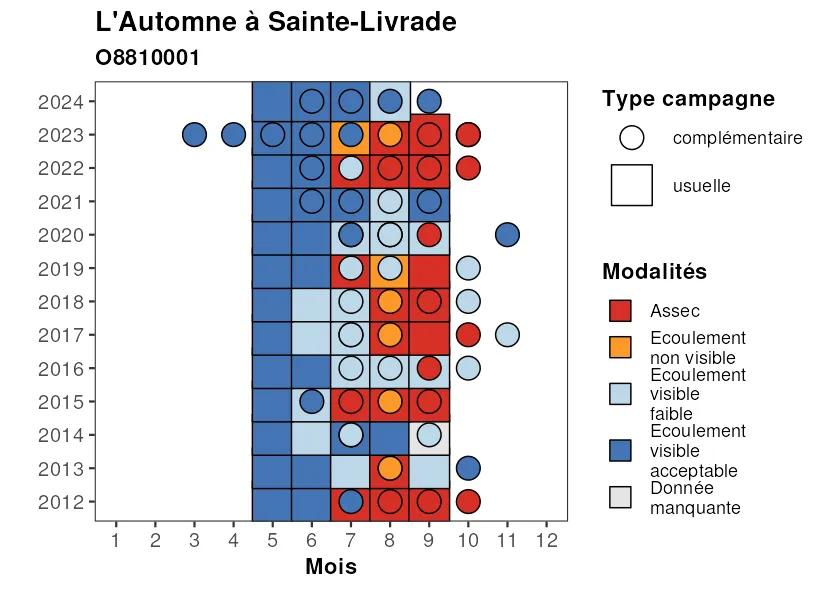 L'Automne à Sainte-Livrade
O8810001
2024
2023
2022
2021
2020
2019
2018
2017
2016
2015
2014
2013
2012
1 2 3 4 5 6 7 8 9 10 11 12
Mois
Type campagne
complémentaire
usuelle
Modalités
Assec
Ecoulement
non visible
Ecoulement
visible
faible
Ecoulement
visible
acceptable
Donnée
manquante